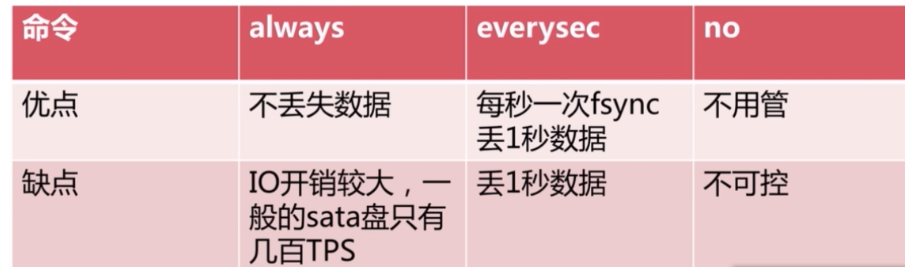 命令 always everysec no
优点 不丢失数据 每秒一次fsync 不用管
丢1秒数据
缺点 IO开销较大，一 丢1秒数据 不可控
般的sata盘只有
几百TPS